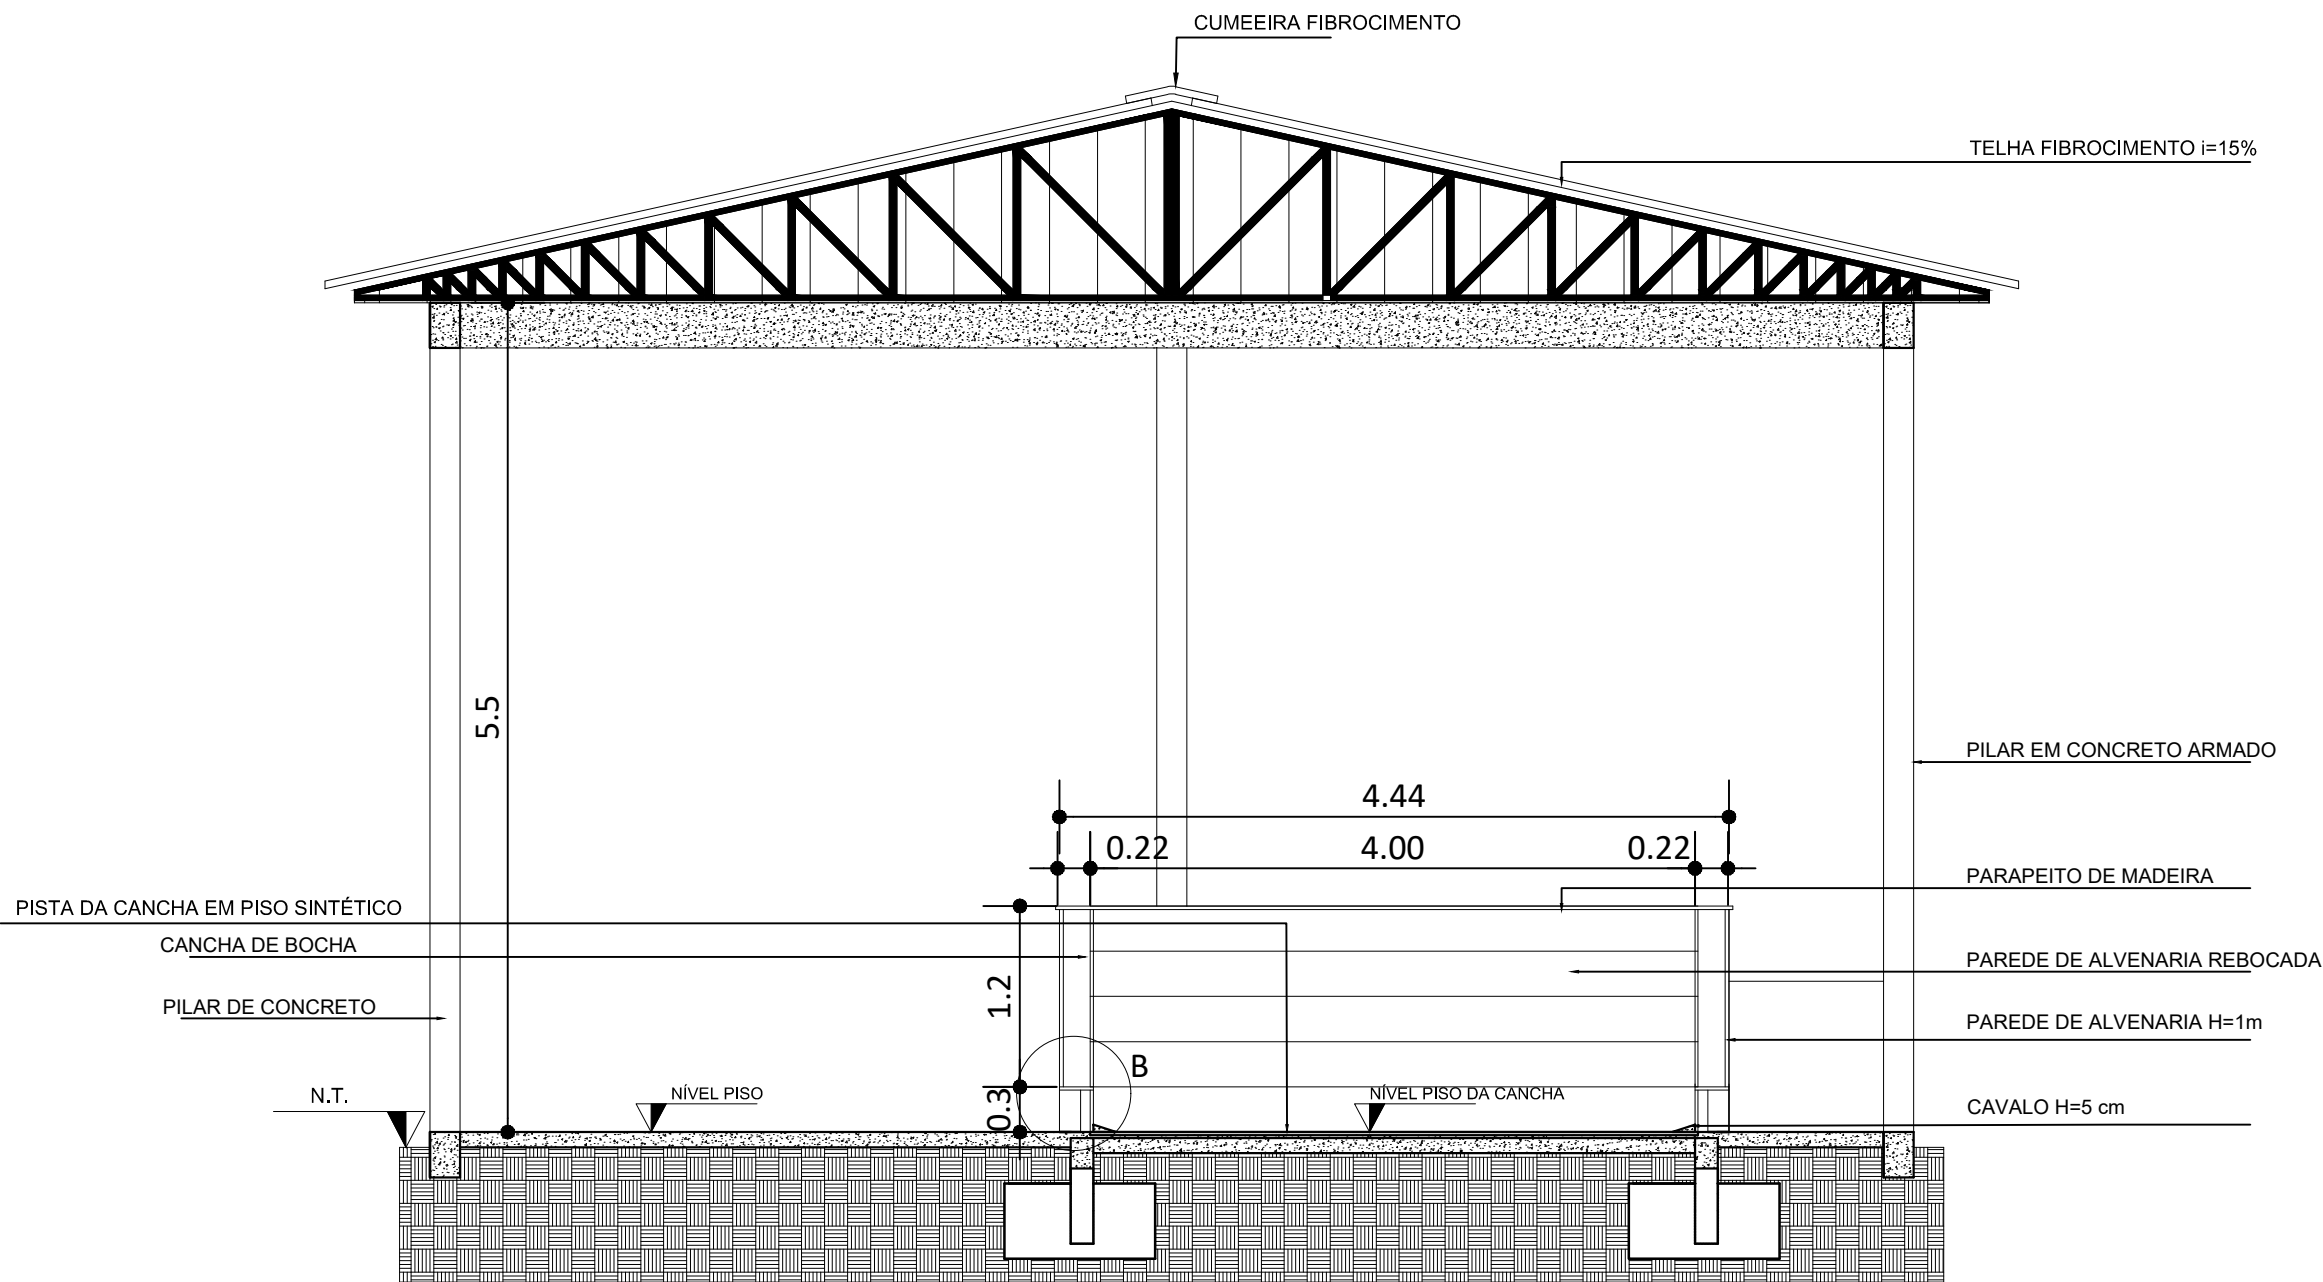 CUMEEIRA FIBROCIMENTO
TELHA FIBROCIMENTO i=15%
5.5
PILAR EM CONCRETO ARMADO
4.44
0.22
4.00
0.22
PARAPEITO DE MADEIRA
PISTA DA CANCHA EM PISO SINTÉTICO
CANCHA DE BOCHA
PAREDE DE ALVENARIA REBOCADA
1.2
PILAR DE CONCRETO
PAREDE DE ALVENARIA H=1m
B
N.T.
NÍVEL PISO
NÍVEL PISO DA CANCHA
0.3
CAVALO H=5 cm